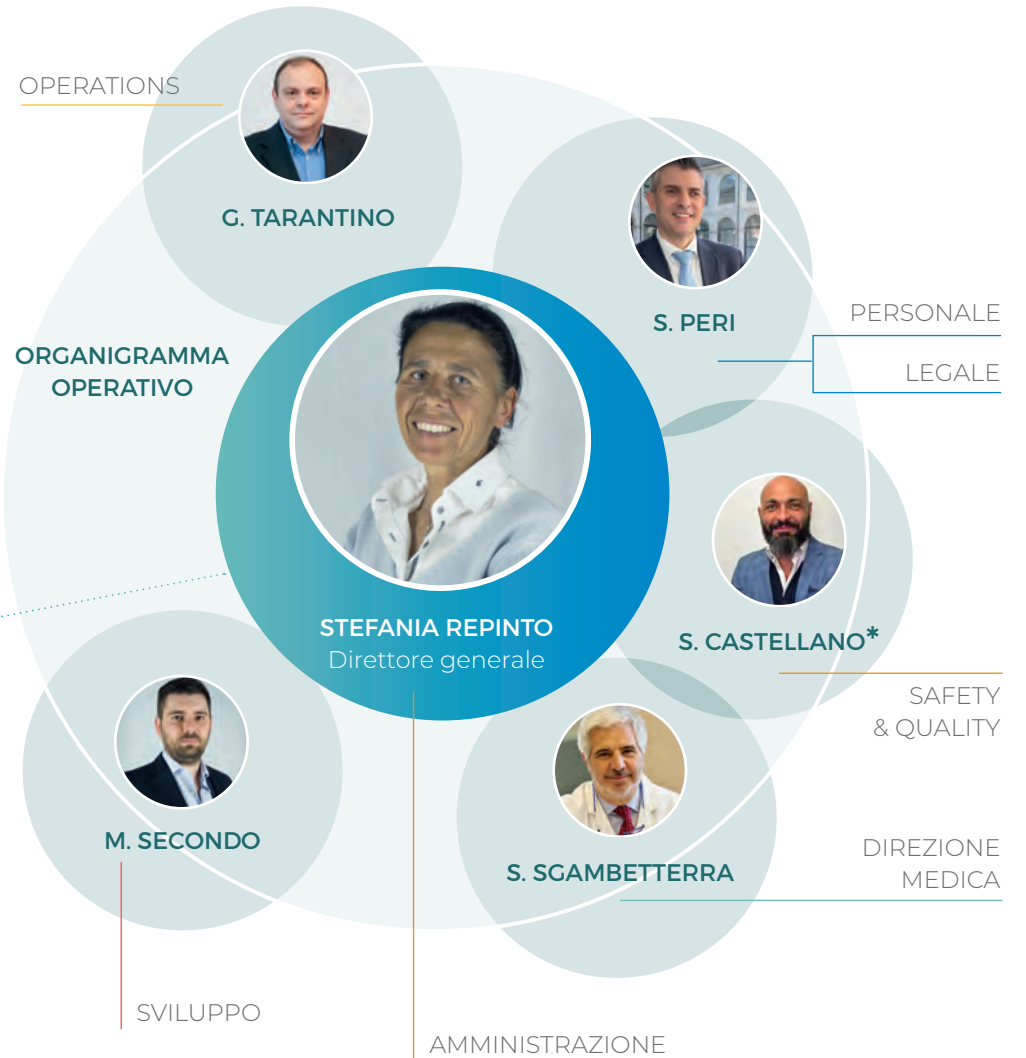 OPERATIONS
G. TARANTINO
S. PERI
PERSONALE
LEGALE
ORGANIGRAMMA
OPERATIVO
STEFANIA REPINTO
Direttore generale
S. CASTELLANO*
SAFETY
& QUALITY
M. SECONDO
S. SGAMBETTERRA
DIREZIONE
MEDICA
SVILUPPO
AMMINISTRAZIONE